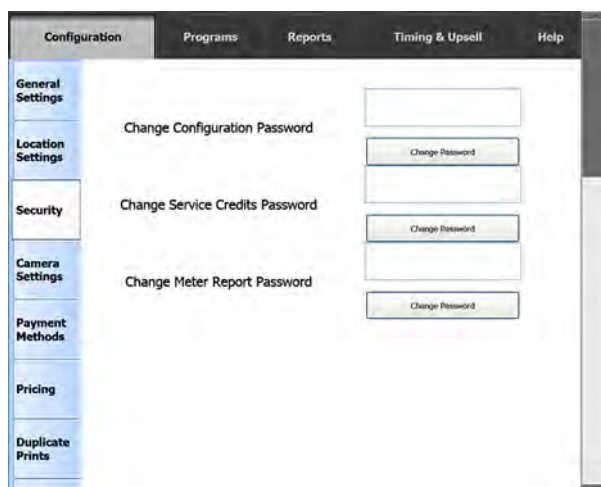 Configuration Programs Reports Timing & Upsell Help
General
Settings
Location
Settings
Security
Camera
Settings
Payment
Methods
Pricing
Duplicate
Prints
Change Configuration Password
Change Password
Change Service Credits Password
Change Password
Change Meter Report Password
Change Password